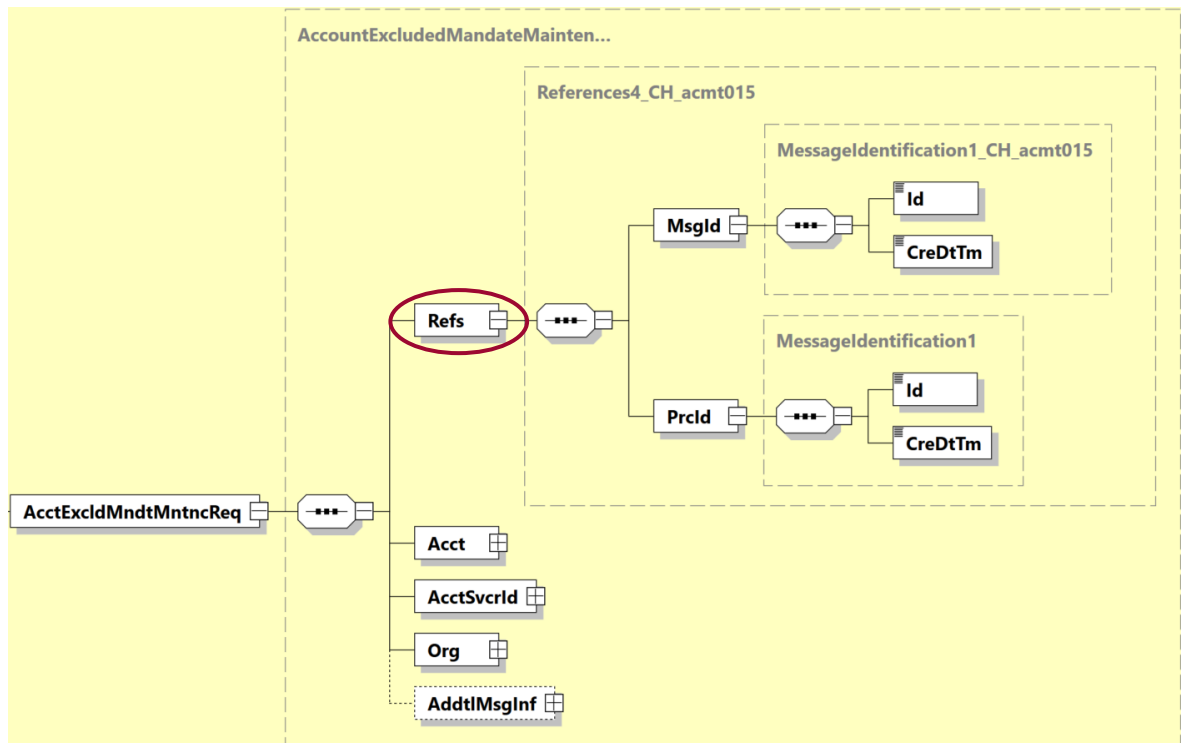 AccountExcludedMandateMainten...
References4_CH_acmt015
MessageIdentification1_CH_acmt015
Id
MsgId
CreDtTm
Refs
MessageIdentification1
Id
PrcId
CreDtTm
AcctExcldMndtMntncReq
Acct
AcctSvcrId
Org
AddtlMsgInf